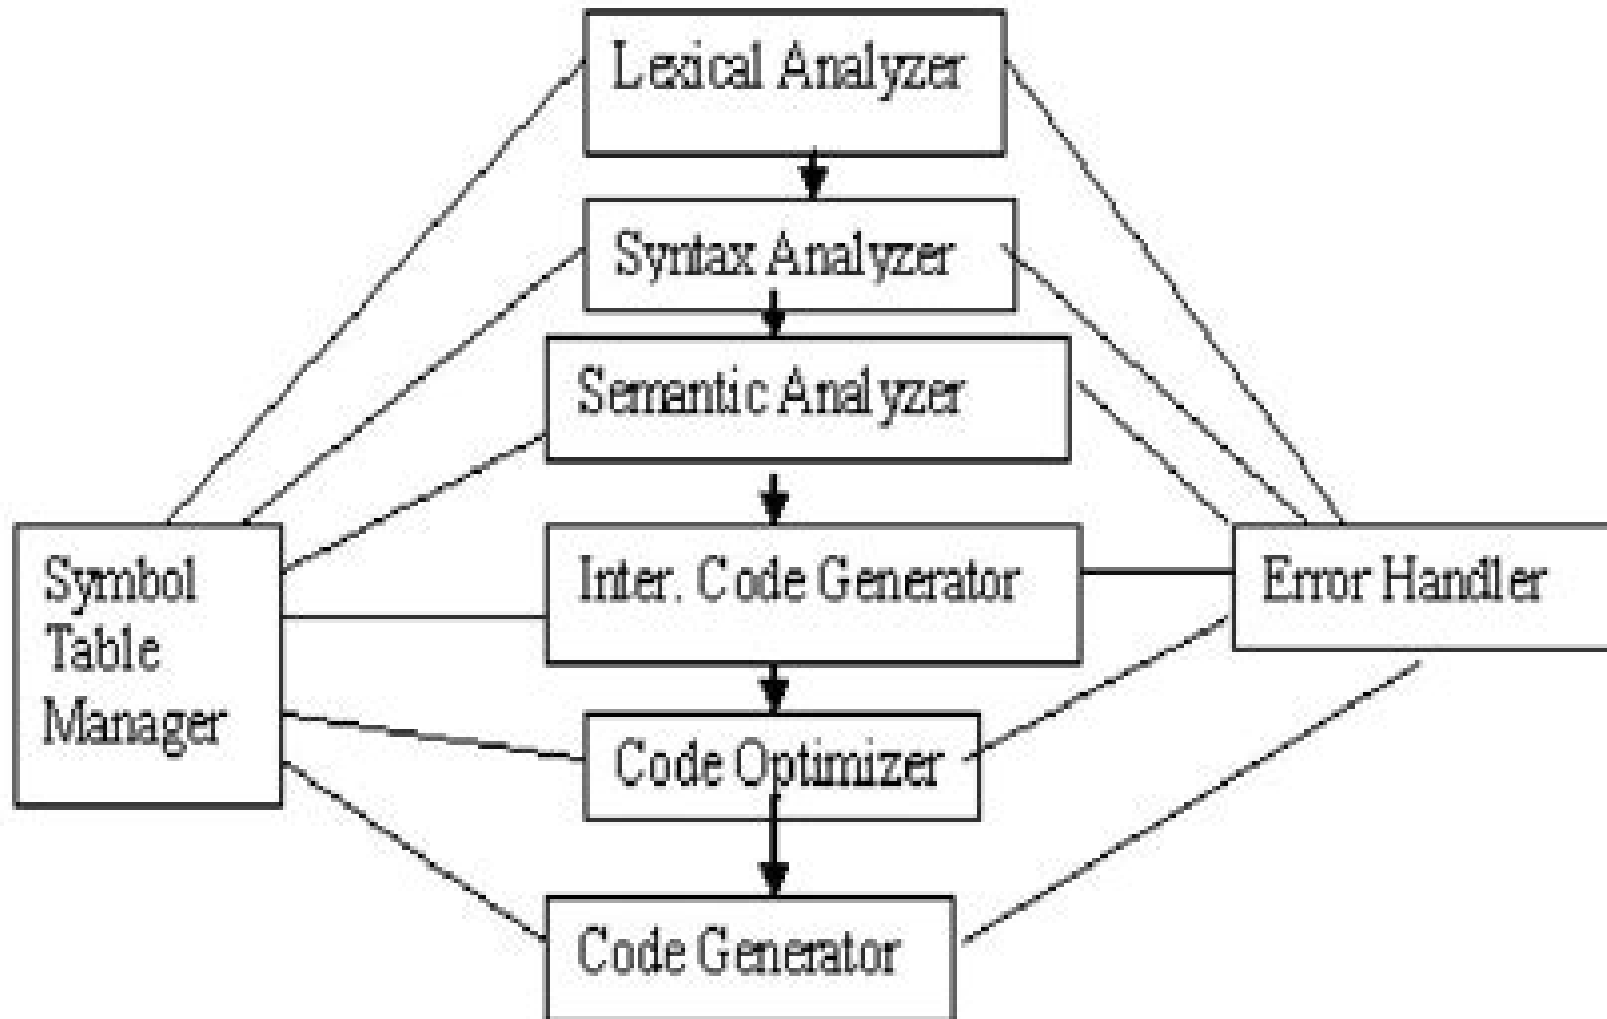 Lexical Analyzer
Syntax Analyzer
Semantic Analyzer
Symbol
Table
Manager
Inter. Code Generator
Error Handler
Code Optimizer
Code Generator